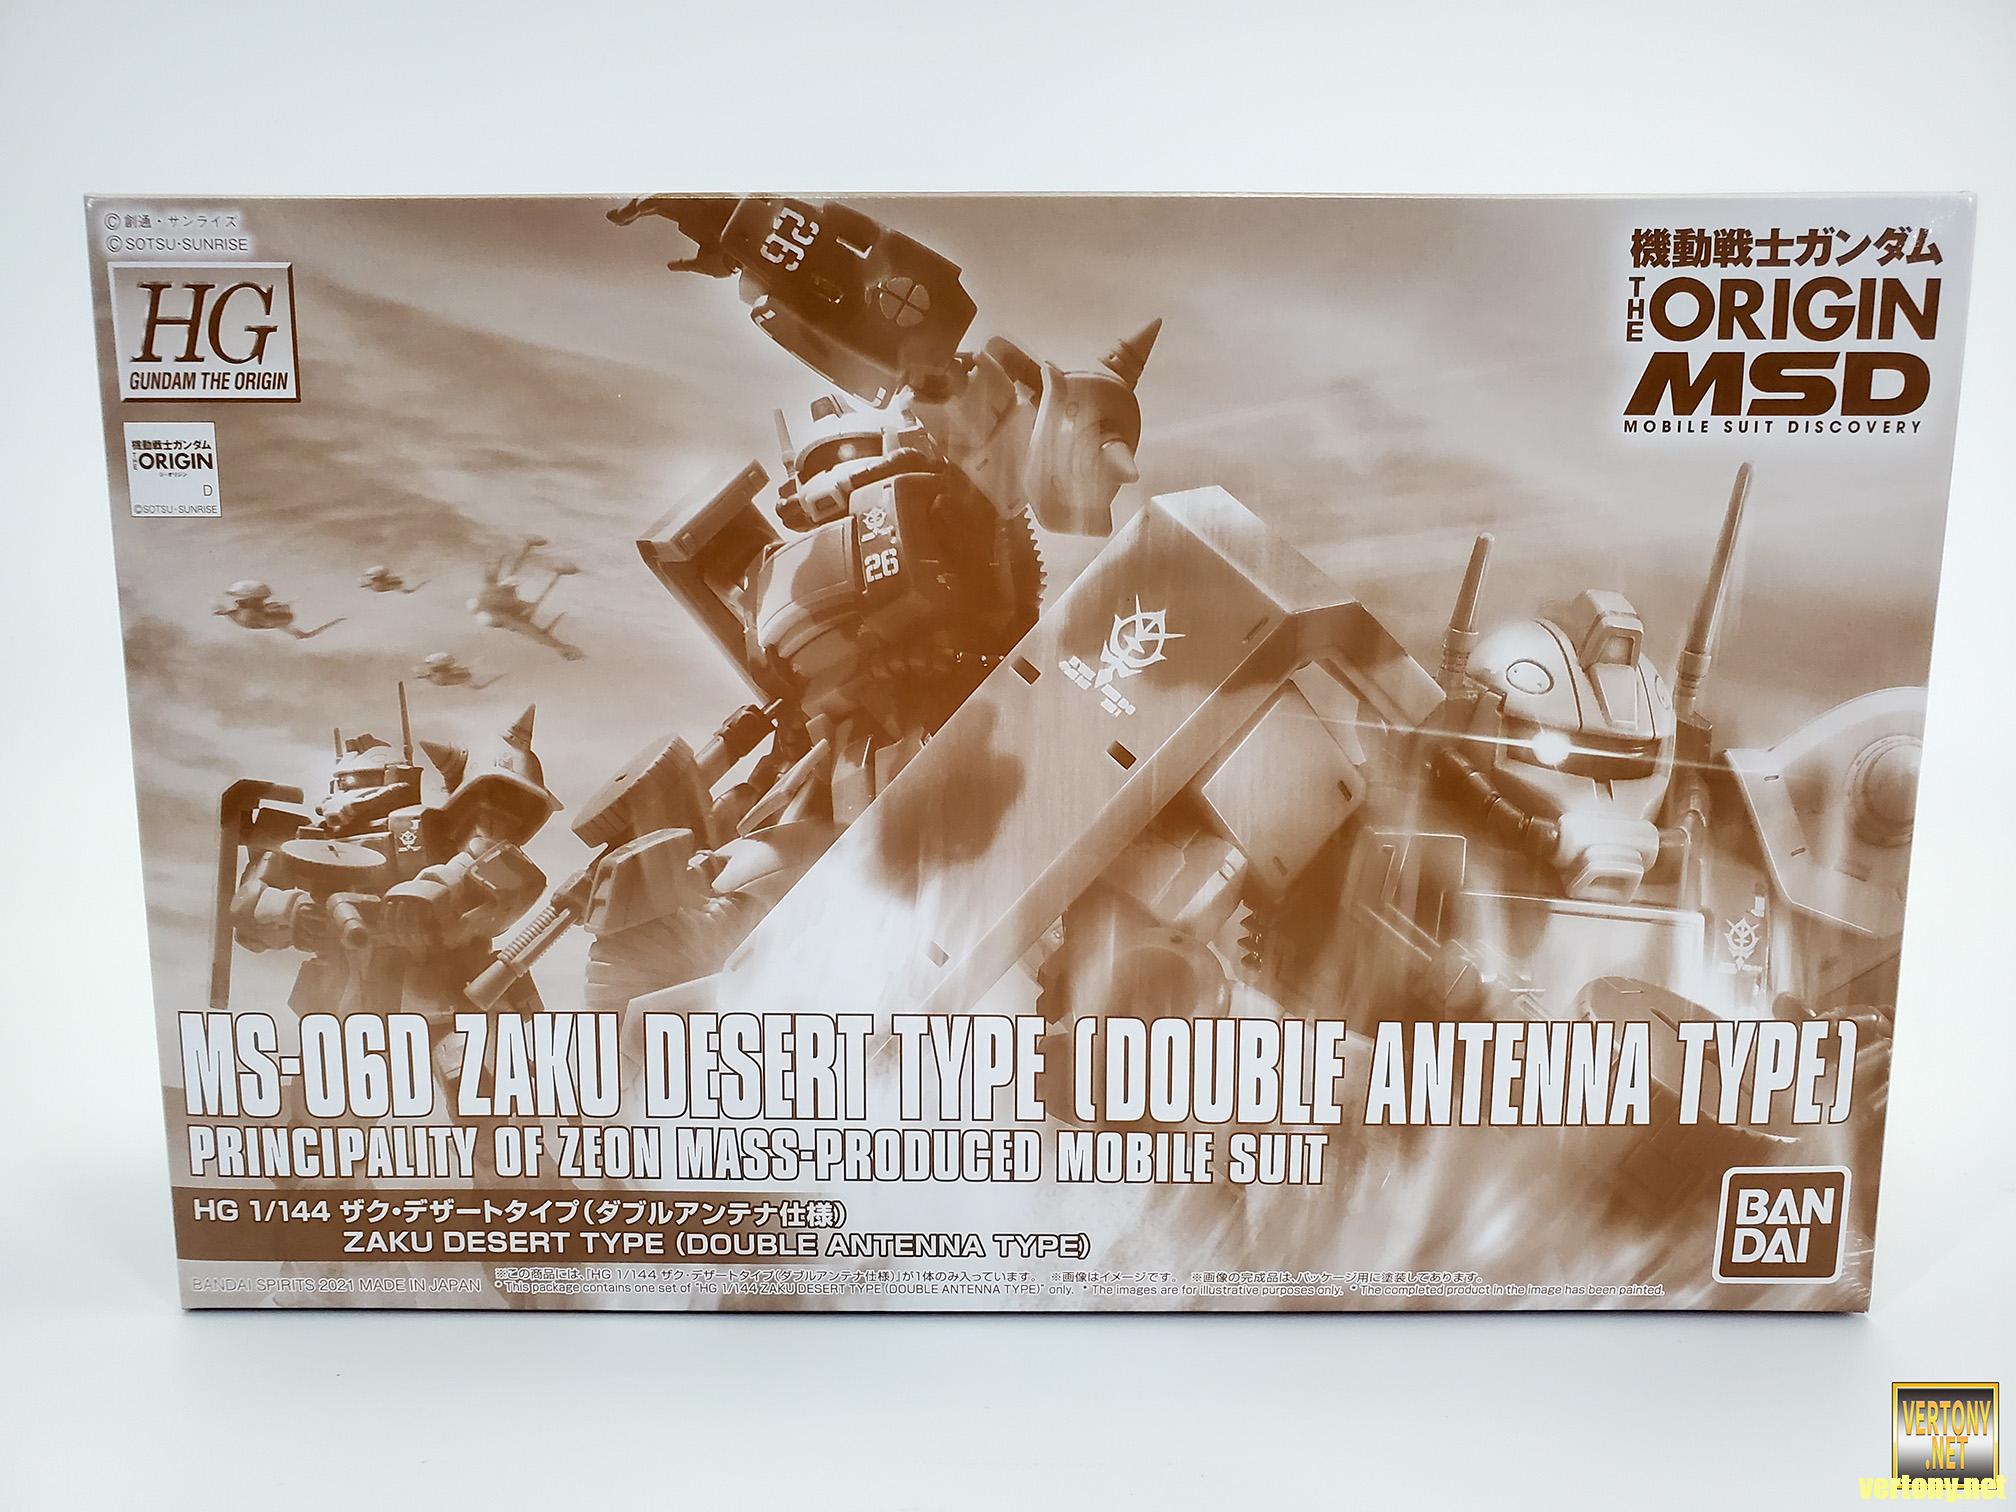 ©創通・サンライズ
©SOTSU・SUNRISE
HG
GUNDAM THE ORIGIN
機動戦士ガンダム
THE ORIGIN
ジ・オリジン
D
©SOTSU・SUNRISE
機動戦士ガンダム
THE ORIGIN
MSD
MOBILE SUIT DISCOVERY
26
26
MS-06D ZAKU DESERT TYPE (DOUBLE ANTENNA TYPE)
PRINCIPALITY OF ZEON MASS-PRODUCED MOBILE SUIT
HG 1/144 ザク・デザートタイプ(ダブルアンテナ仕様)
ZAKU DESERT TYPE (DOUBLE ANTENNA TYPE)
BAN
DAI
BANDAI SPIRITS 2021 MADE IN JAPAN
※この商品には、「HG 1/144 ザク・デザートタイプ(ダブルアンテナ仕様)」が1体のみ入っています。 ※画像はイメージです。 ※画像の完成品は、パッケージ用に塗装してあります。
*This package contains one set of "HG 1/144 ZAKU DESERT TYPE (DOUBLE ANTENNA TYPE)" only. *The images are for illustrative purposes only. *The completed product in the image has been painted.
VERTONY
.NET
vertony.net